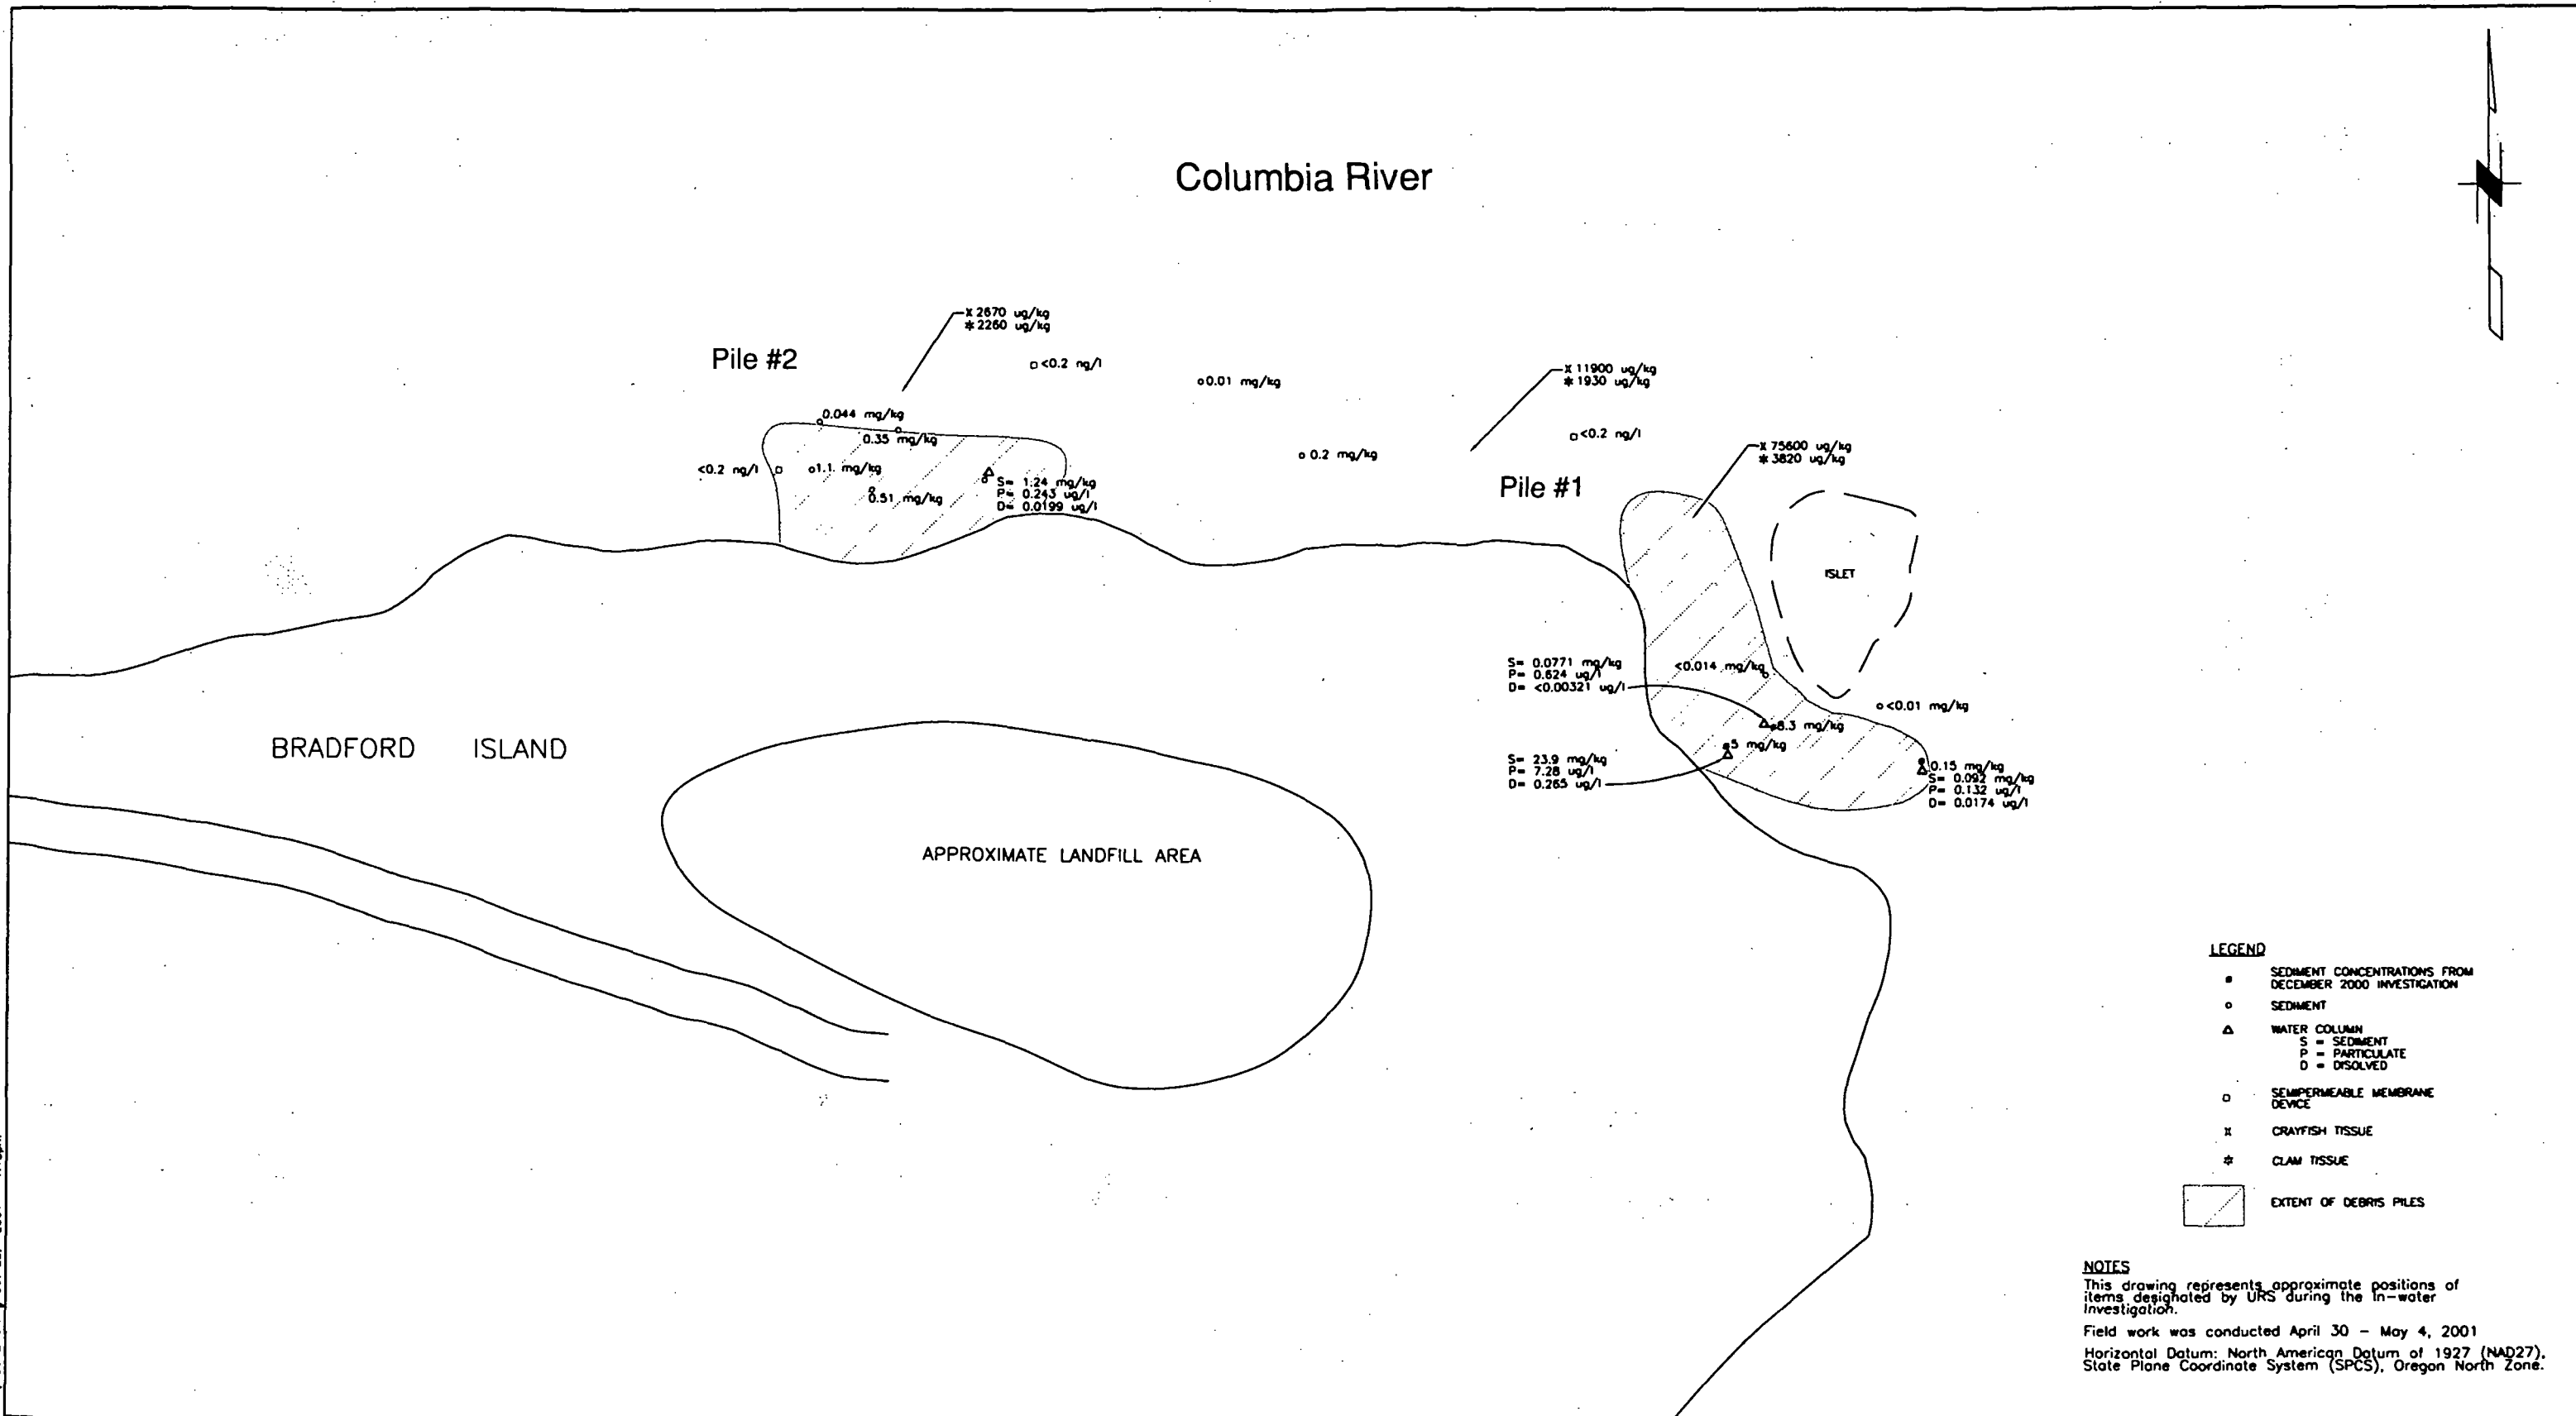 Columbia River
x 2670 ug/kg
* 2260 ug/kg
Pile #2
<0.2 ng/l
0.01 mg/kg
x 11900 ug/kg
* 1930 ug/kg
0.044 mg/kg
0.35 mg/kg
<0.2 ng/l
x 75600 ug/kg
* 3820 ug/kg
<0.2 ng/l
1.1 mg/kg
0.2 mg/kg
0.51 mg/kg
S= 1.24 mg/kg
P= 0.243 ug/l
D= 0.0199 ug/l
Pile #1
ISLET
S= 0.0771 mg/kg
P= 0.624 ug/l
D= <0.00321 ug/l
<0.014 mg/kg
<0.01 mg/kg
8.3 mg/kg
5 mg/kg
S= 23.9 mg/kg
P= 7.28 ug/l
D= 0.265 ug/l
0.15 mg/kg
S= 0.092 mg/kg
P= 0.132 ug/l
D= 0.0174 ug/l
BRADFORD ISLAND
APPROXIMATE LANDFILL AREA
LEGEND
SEDIMENT CONCENTRATIONS FROM
DECEMBER 2000 INVESTIGATION
SEDIMENT
WATER COLUMN
S = SEDIMENT
P = PARTICULATE
D = DISOLVED
SEMIPERMEABLE MEMBRANE
DEVICE
CRAYFISH TISSUE
CLAM TISSUE
EXTENT OF DEBRIS PILES
NOTES
This drawing represents approximate positions of
items designated by URS during the In-water
Investigation.
Field work was conducted April 30 - May 4, 2001
Horizontal Datum: North American Datum of 1927 (NAD27),
State Plane Coordinate System (SPCS), Oregon North Zone.